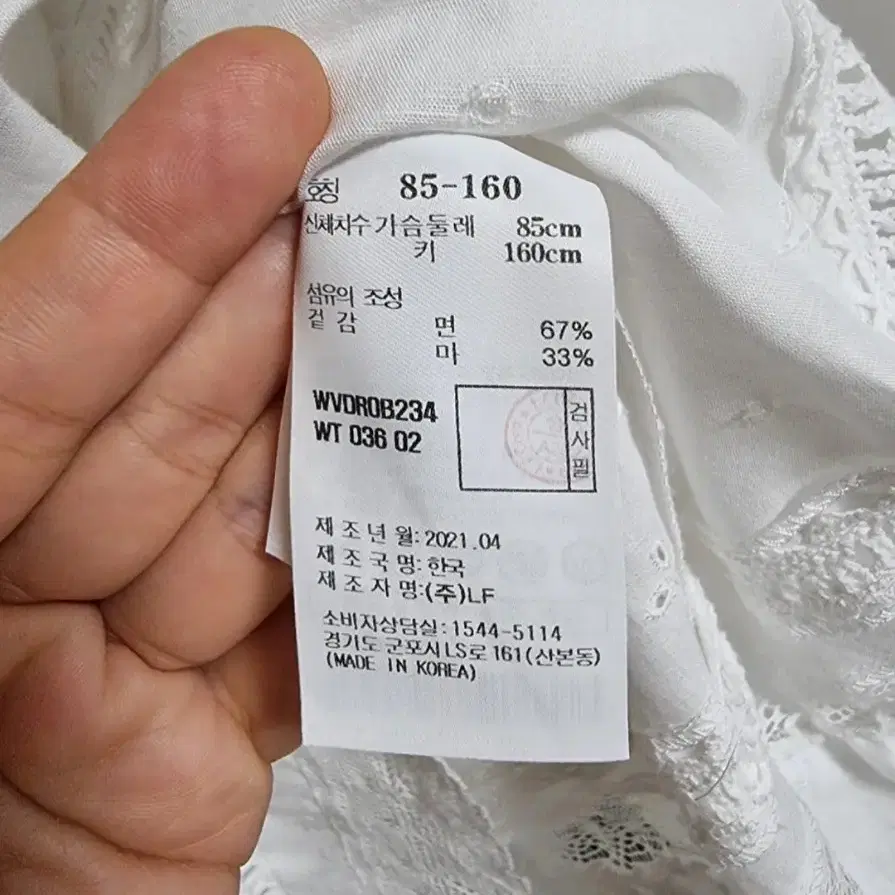 호칭 85-160
신체치수 가슴둘레 85cm
키 160cm
섬유의 조성
겉감 면 67%
마 33%
WVDR0B234
WT 036 02
검사필
제조년월: 2021.04
제조국명: 한국
제조자명: (주)LF
소비자상담실: 1544-5114
경기도 군포시 LS로 161(산본동)
(MADE IN KOREA)